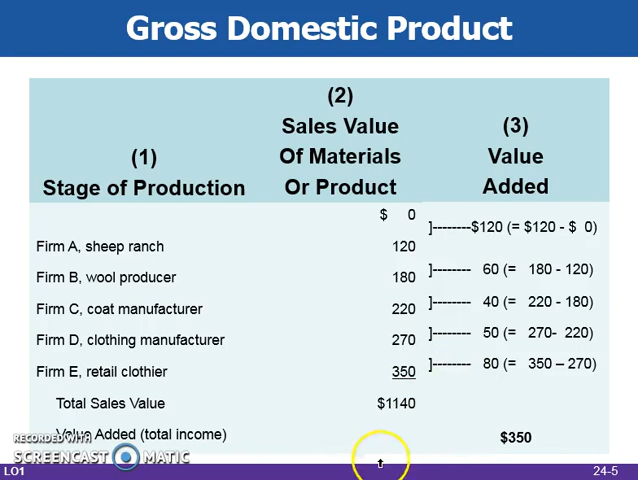 Gross Domestic Product
(1)
Stage of Production
(2)
Sales Value
Of Materials
Or Product
(3)
Value
Added
$ 0
]--------$120 (= $120 - $ 0)
Firm A, sheep ranch 120
Firm B, wool producer 180 ]-------- 60 (= 180 - 120)
Firm C, coat manufacturer 220 ]-------- 40 (= 220 - 180)
Firm D, clothing manufacturer 270 ]-------- 50 (= 270- 220)
Firm E, retail clothier 350 ]-------- 80 (= 350 – 270)
Total Sales Value $1140
Value Added (total income) $350
RECORDED WITH
SCREENCAST MATIC
LO1 24-5